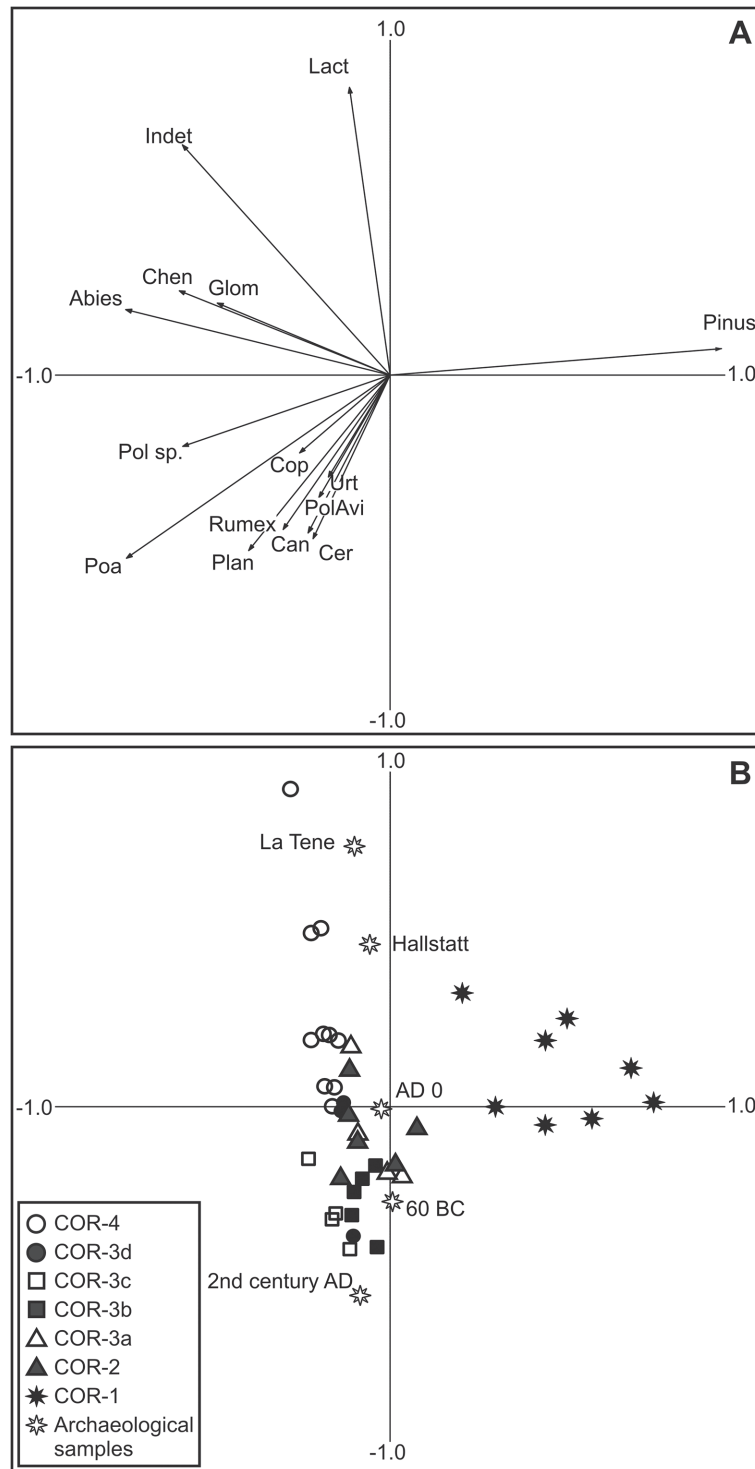 A
1.0
Lact
Indet
Chen
Glom
Abies
Pinus
-1.0
1.0
Pol sp.
Cop
Urt
PolAvi
Rumex
Can
Cer
Plan
Poa
-1.0
B
1.0
La Tene
Hallstatt
AD 0
-1.0
1.0
60 BC
2nd century AD
COR-4
COR-3d
COR-3c
COR-3b
COR-3a
COR-2
COR-1
Archaeological
samples
-1.0